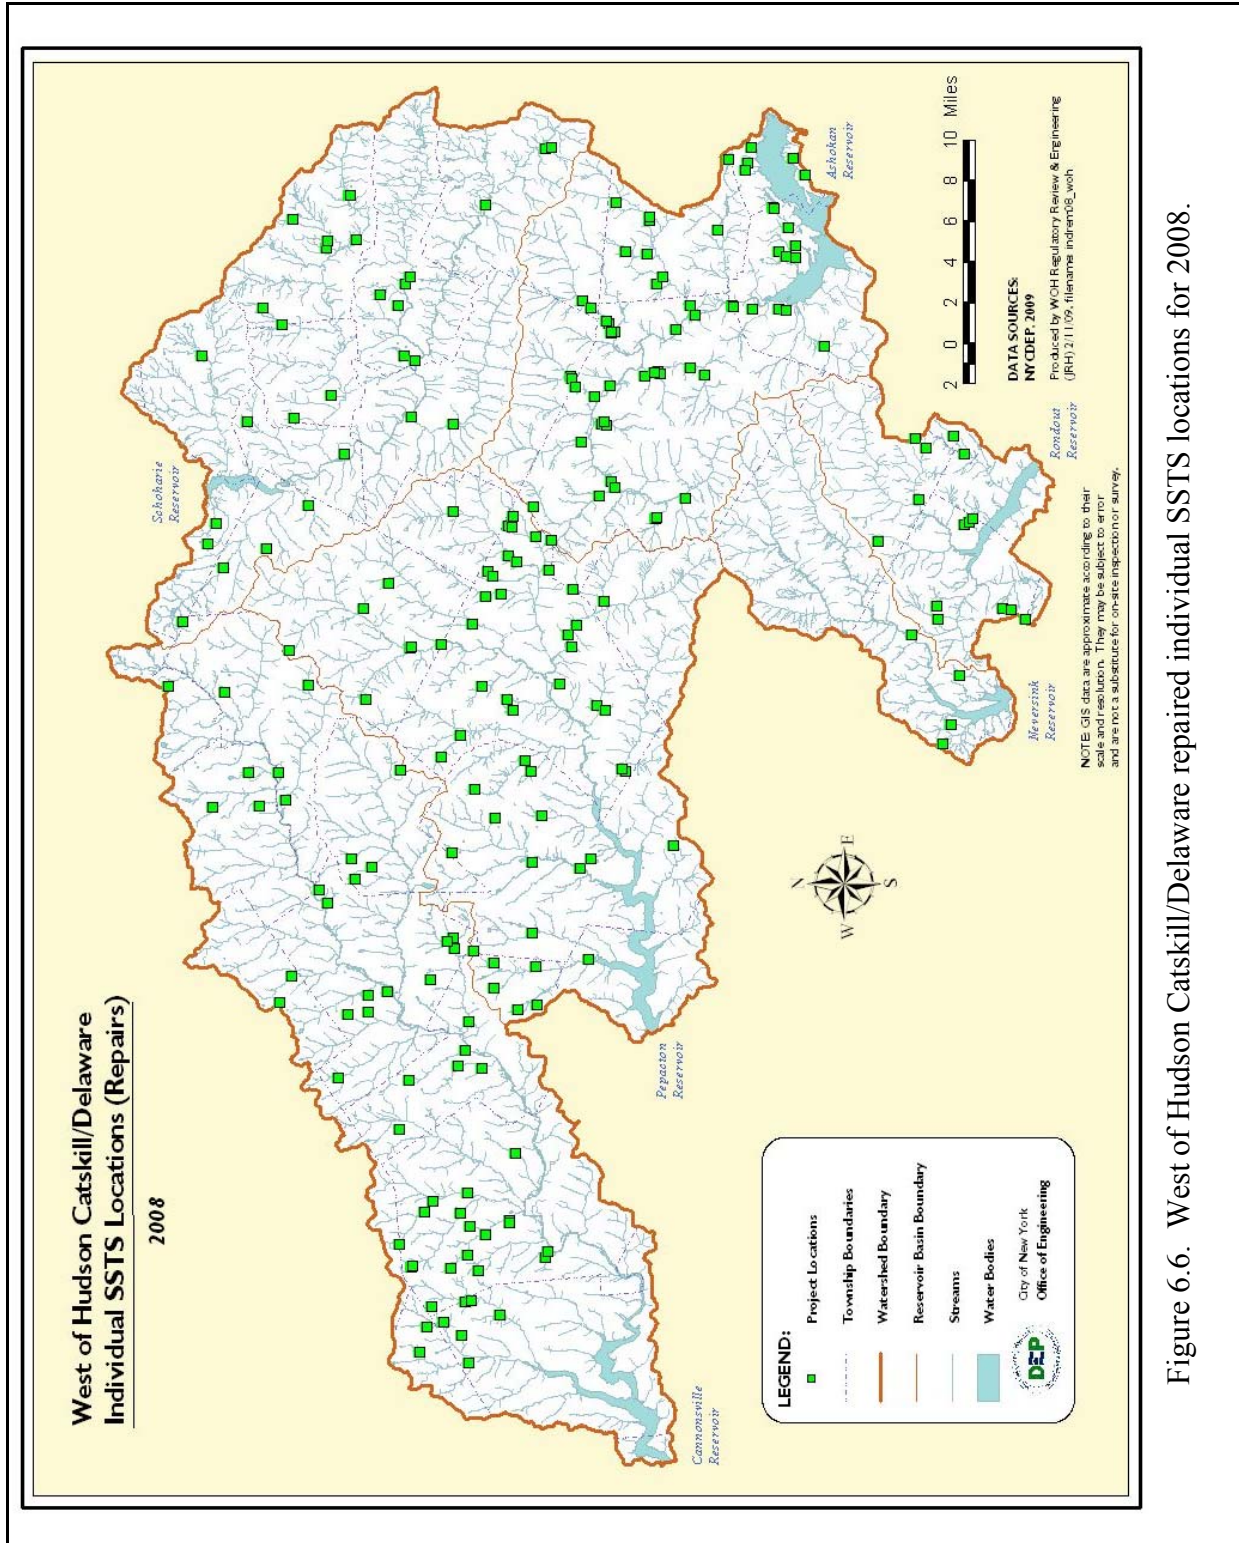 West of Hudson Catskill/Delaware
Individual SSTS Locations (Repairs)
2008
Schoharie
Reservoir
Ashokan
Reservoir
Cannonsville
Reservoir
Pepacton
Reservoir
Neversink
Reservoir
Rondout
Reservoir
N
W
E
S
2 0 2 4 6 8 10 Miles
LEGEND:
Project Locations
Township Boundaries
Watershed Boundary
Reservoir Basin Boundary
Streams
Water Bodies
DEP
City of New York
Office of Engineering
DATA SOURCES:
NYCDEP, 2009
Produced by WOH Regulatory Review & Engineering
(JRH) 2/11/09, filename: indrem08_woh
NOTE: GIS data are approximate according to their
scale and resolution. They may be subject to error
and are not a substitute for on-site inspection or survey.
Figure 6.6. West of Hudson Catskill/Delaware repaired individual SSTS locations for 2008.